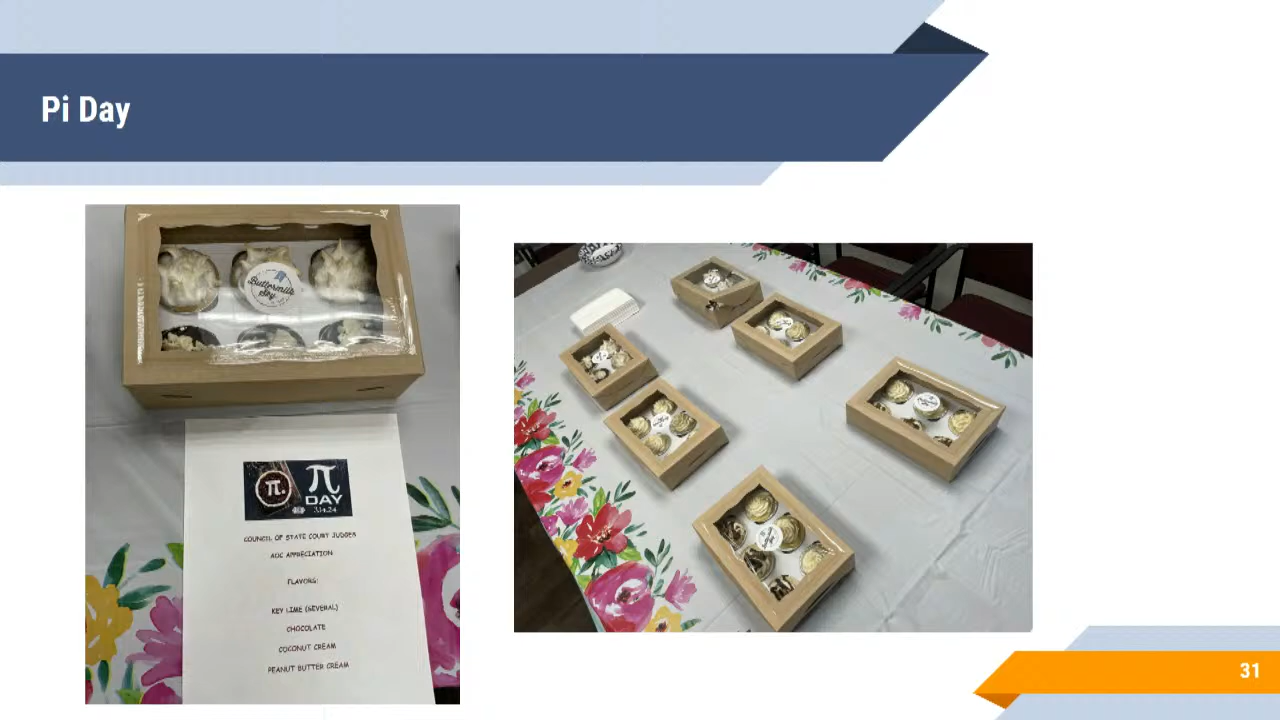 Pi Day
Buttermilk
Sky
π.
π
DAY
3.14.24
COUNCIL OF STATE COURT JUDGES
AOC APPRECIATION
FLAVORS:
KEY LIME (SEVERAL)
CHOCOLATE
COCONUT CREAM
PEANUT BUTTER CREAM
31